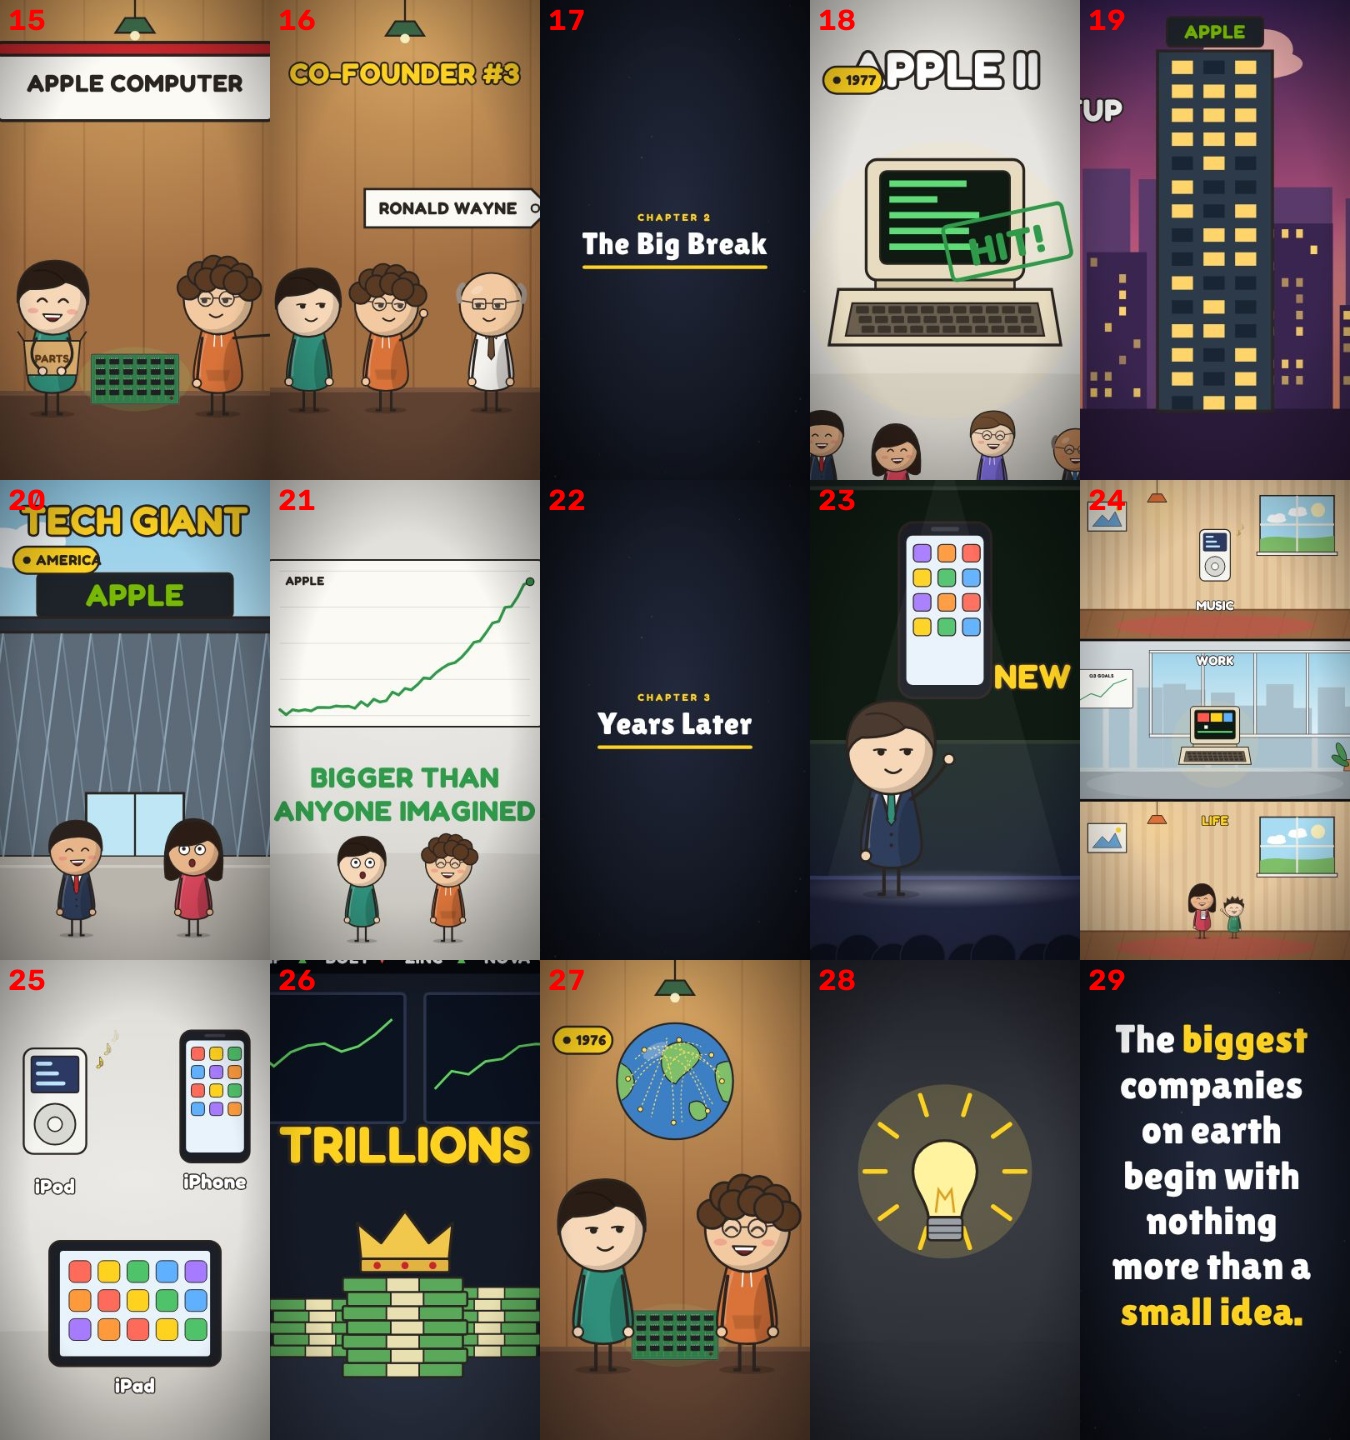 15
APPLE COMPUTER
PARTS
16
CO-FOUNDER #3
RONALD WAYNE
17
CHAPTER 2
The Big Break
18
APPLE II
1977
HIT!
19
APPLE
UP
20
TECH GIANT
AMERICA
APPLE
21
APPLE
BIGGER THAN
ANYONE IMAGINED
22
CHAPTER 3
Years Later
23
NEW
24
MUSIC
WORK
Q3 GOALS
LIFE
25
iPod
iPhone
iPad
26
TRILLIONS
27
1976
28
29
The biggest
companies
on earth
begin with
nothing
more than a
small idea.